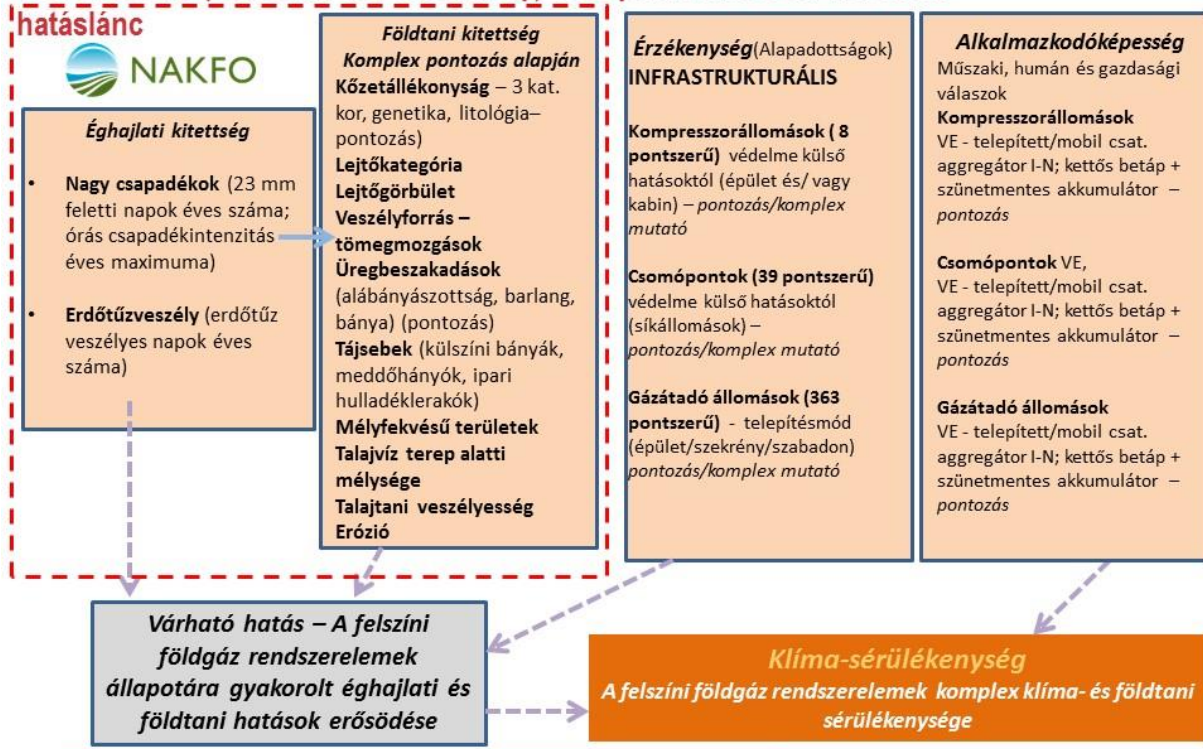 hatáslánc
NAKFO
Éghajlati kitettség
• Nagy csapadékok (23 mm
feletti napok éves száma;
órás csapadékintenzitás
éves maximuma)
• Erdőtűzveszély (erdőtűz
veszélyes napok éves
száma)
Földtani kitettség
Komplex pontozás alapján
Kőzetállékonyság – 3 kat.
kor, genetika, litológia–
pontozás)
Lejtőkategória
Lejtőgörbület
Veszélyforrás –
tömegmozgások
Üregbeszakadások
(alábányászottság, barlang,
bánya) (pontozás)
Tájsebek (külszíni bányák,
meddőhányók, ipari
hulladéklerakók)
Mélyfekvésű területek
Talajvíz terep alatti
mélysége
Talajtani veszélyesség
Erózió
Érzékenység(Alapadottságok)
INFRASTRUKTURÁLIS
Kompresszorállomások ( 8
pontszerű) védelme külső
hatásoktól (épület és/ vagy
kabin) – pontozás/komplex
mutató
Csomópontok (39 pontszerű)
védelme külső hatásoktól
(síkállomások) –
pontozás/komplex mutató
Gázátadó állomások (363
pontszerű) - telepítésmód
(épület/szekrény/szabadon)
pontozás/komplex mutató
Alkalmazkodóképesség
Műszaki, humán és gazdasági
válaszok
Kompresszorállomások
VE - telepített/mobil csat.
aggregátor I-N; kettős betáp +
szünetmentes akkumulátor –
pontozás
Csomópontok VE,
VE - telepített/mobil csat.
aggregátor I-N; kettős betáp +
szünetmentes akkumulátor –
pontozás
Gázátadó állomások
VE - telepített/mobil csat.
aggregátor I-N; kettős betáp +
szünetmentes akkumulátor –
pontozás
Várható hatás – A felszíni
földgáz rendszerelemek
állapotára gyakorolt éghajlati és
földtani hatások erősödése
Klíma-sérülékenység
A felszíni földgáz rendszerelemek komplex klíma- és földtani
sérülékenysége